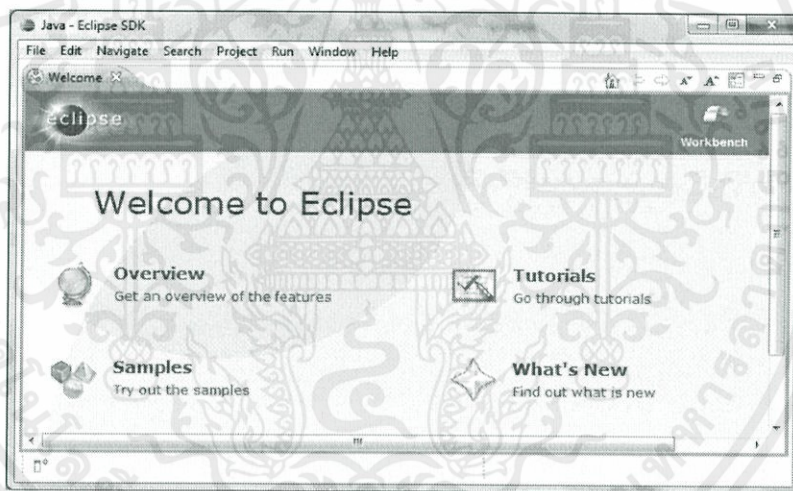 Java - Eclipse SDK
File Edit Navigate Search Project Run Window Help
Welcome
eclipse
Workbench
Welcome to Eclipse
Overview
Get an overview of the features
Tutorials
Go through tutorials
Samples
Try out the samples
What's New
Find out what is new